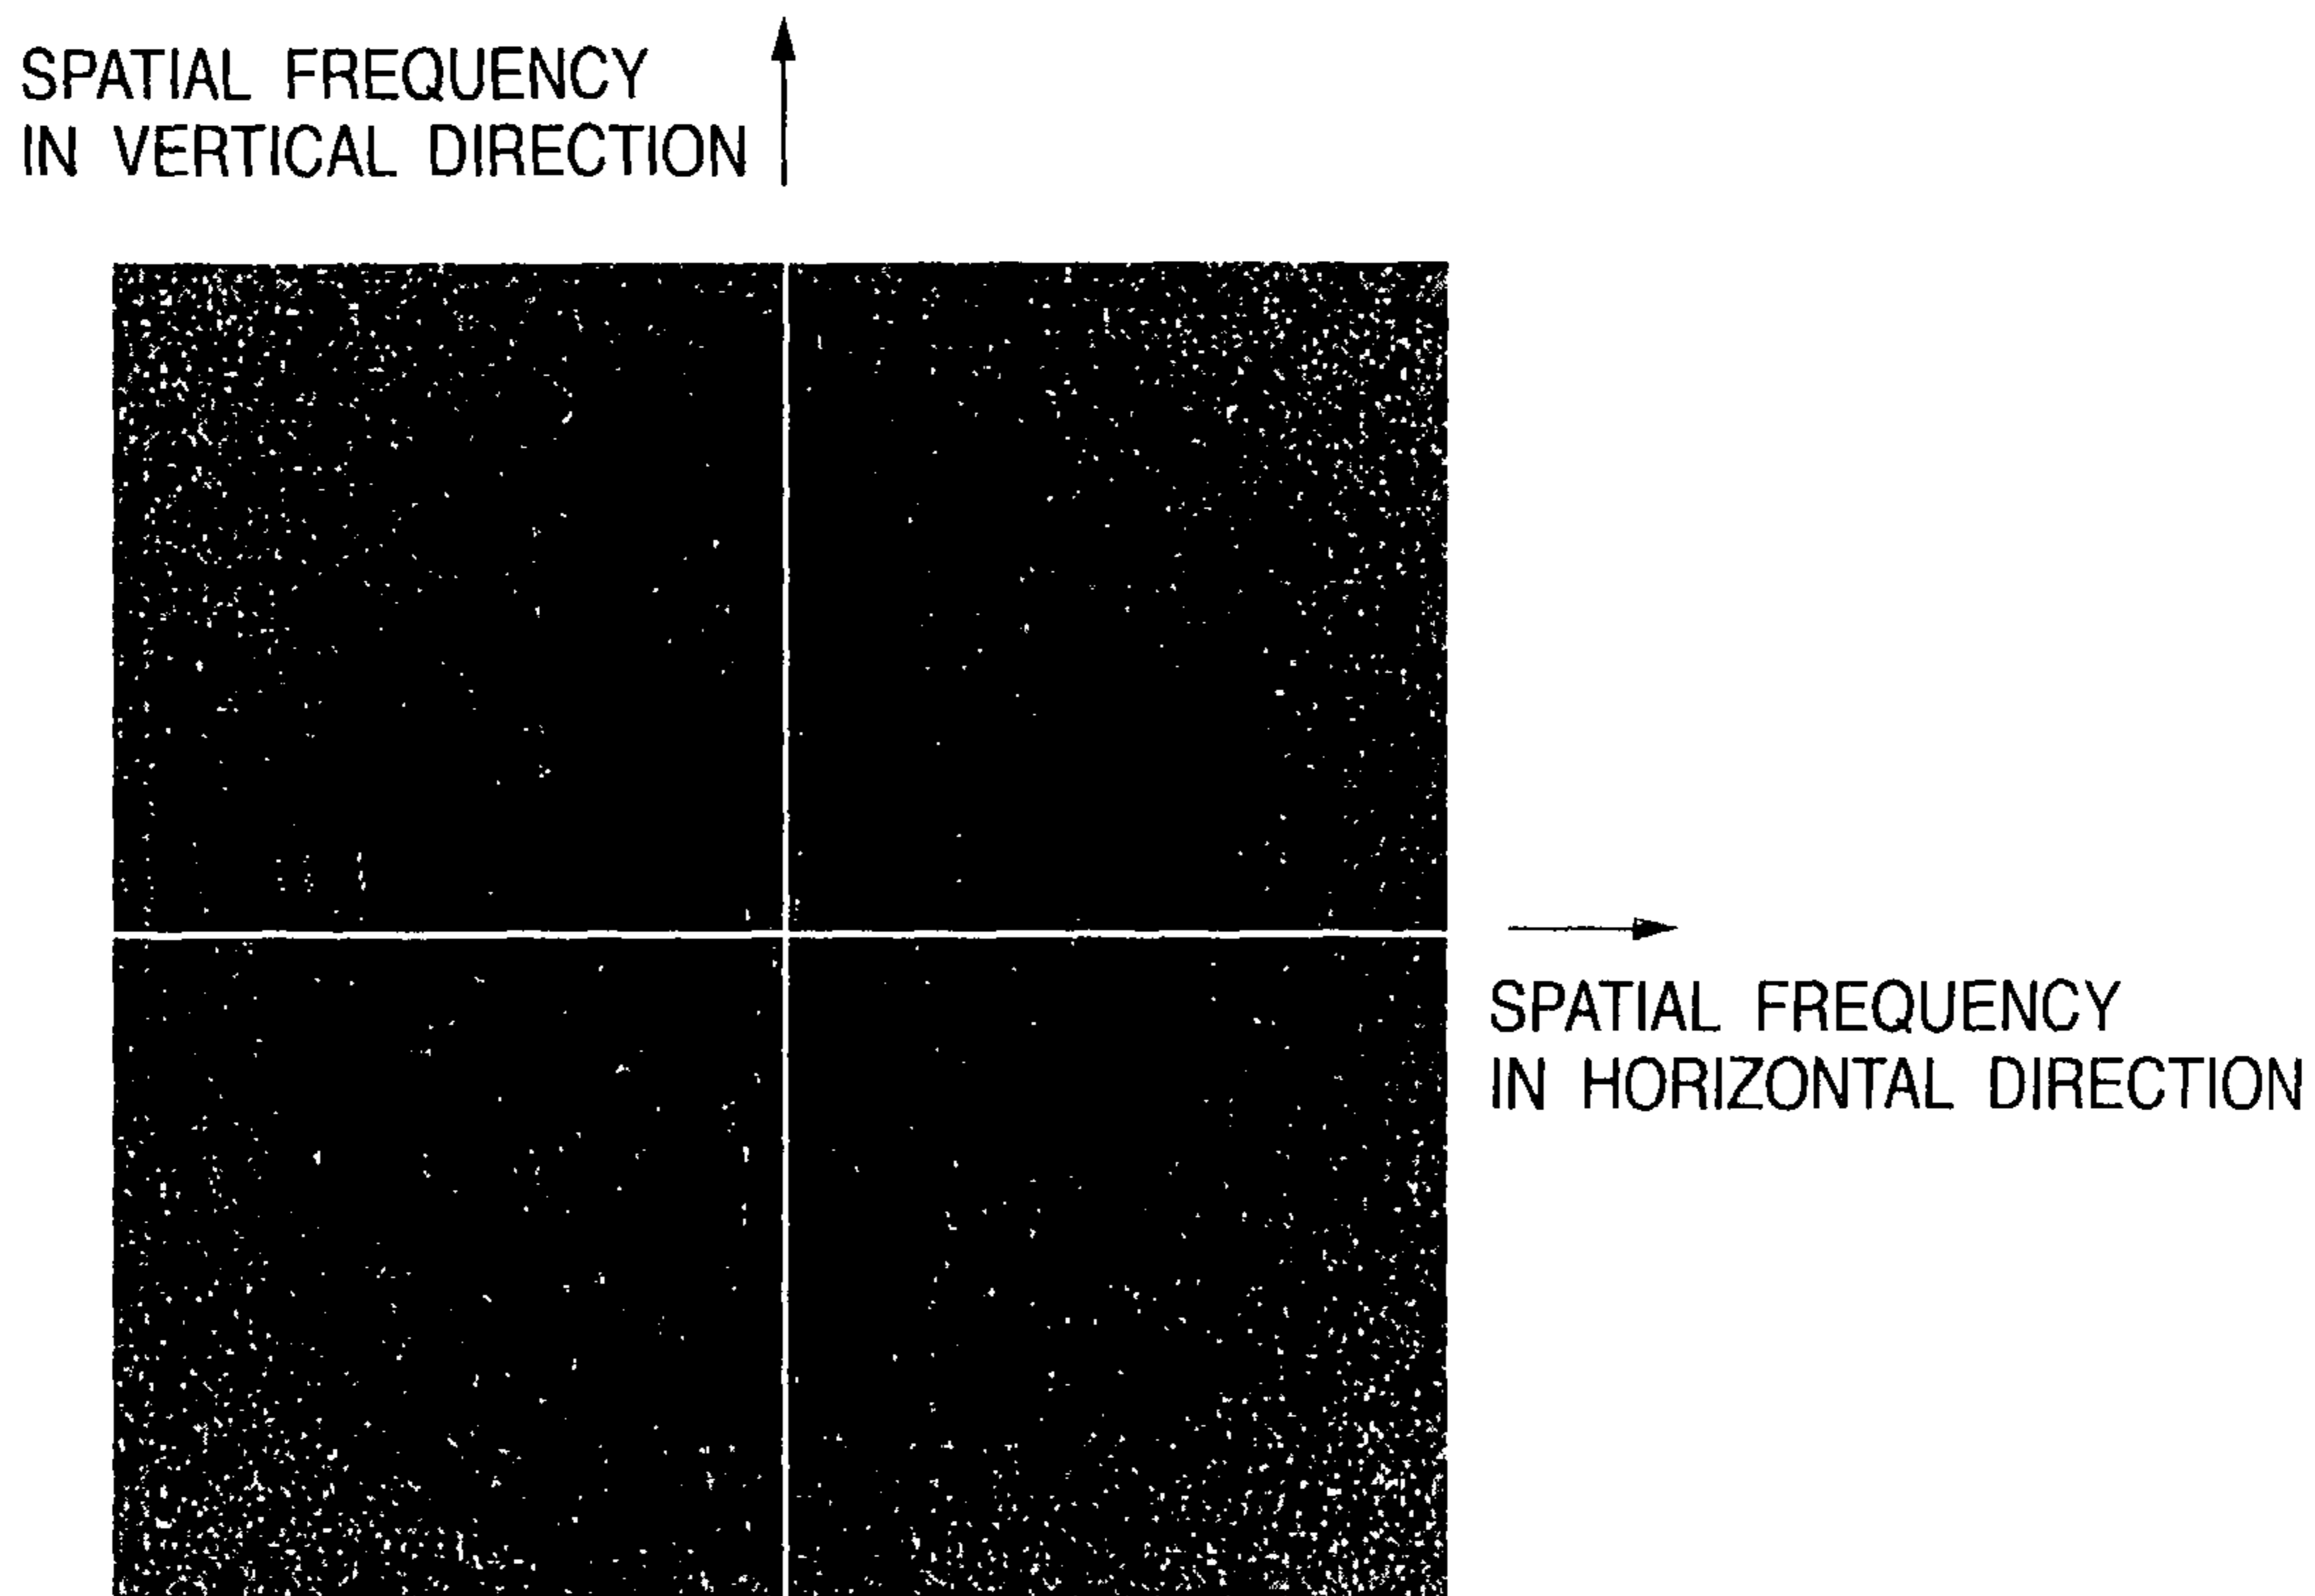 SPATIAL FREQUENCY
IN VERTICAL DIRECTION
SPATIAL FREQUENCY
IN HORIZONTAL DIRECTION